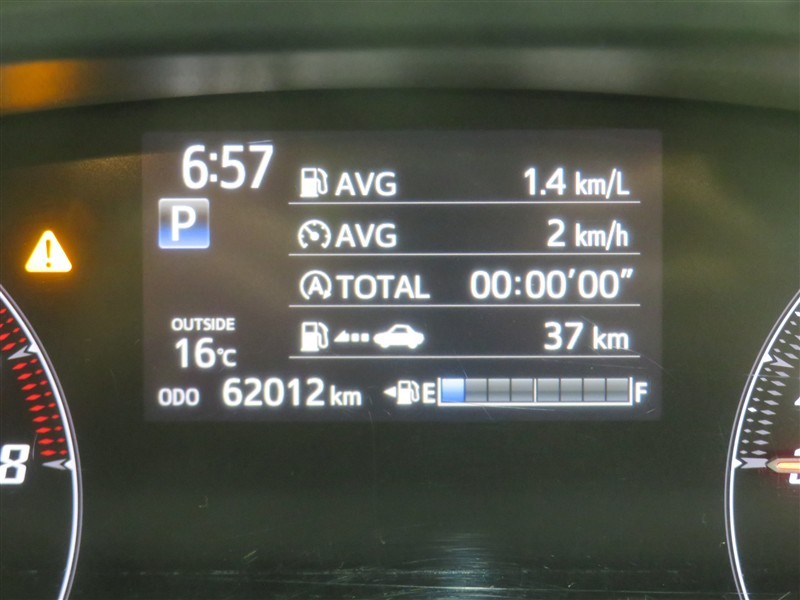 6:57
AVG 1.4 km/L
P
AVG 2 km/h
TOTAL 00:00'00"
OUTSIDE
16℃
37 km
ODO 62012 km
E F
8